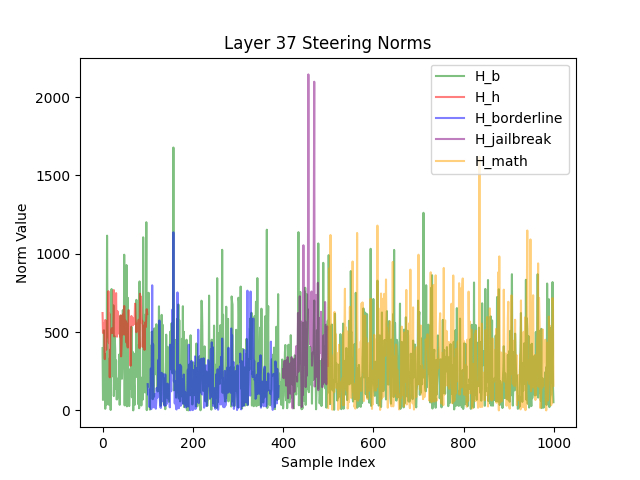 Layer 37 Steering Norms
H_b
H_h
H_borderline
H_jailbreak
H_math
Norm Value
2000
1500
1000
500
0
0
200
400
600
800
1000
Sample Index